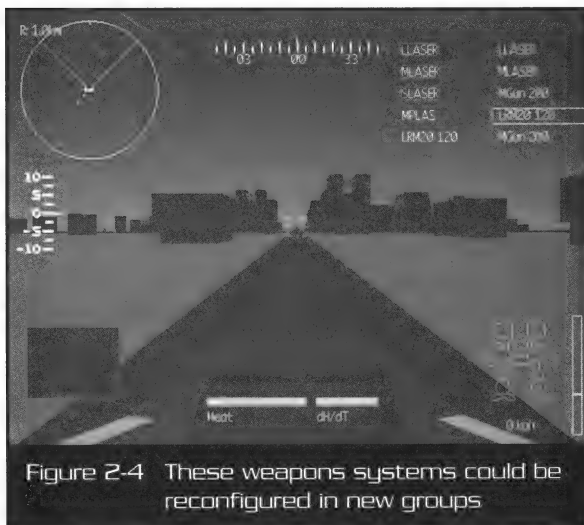 R: 1.0km
03 00 33
LLASER LLASER
MLASER MLASER
SLASER MGun 200
MPLAS LRM20 120
LRM20 120 MGun 200
10
5
0
-5
-10
Heat dH/dT
0 kph
Figure 2-4 These weapons systems could be
reconfigured in new groups